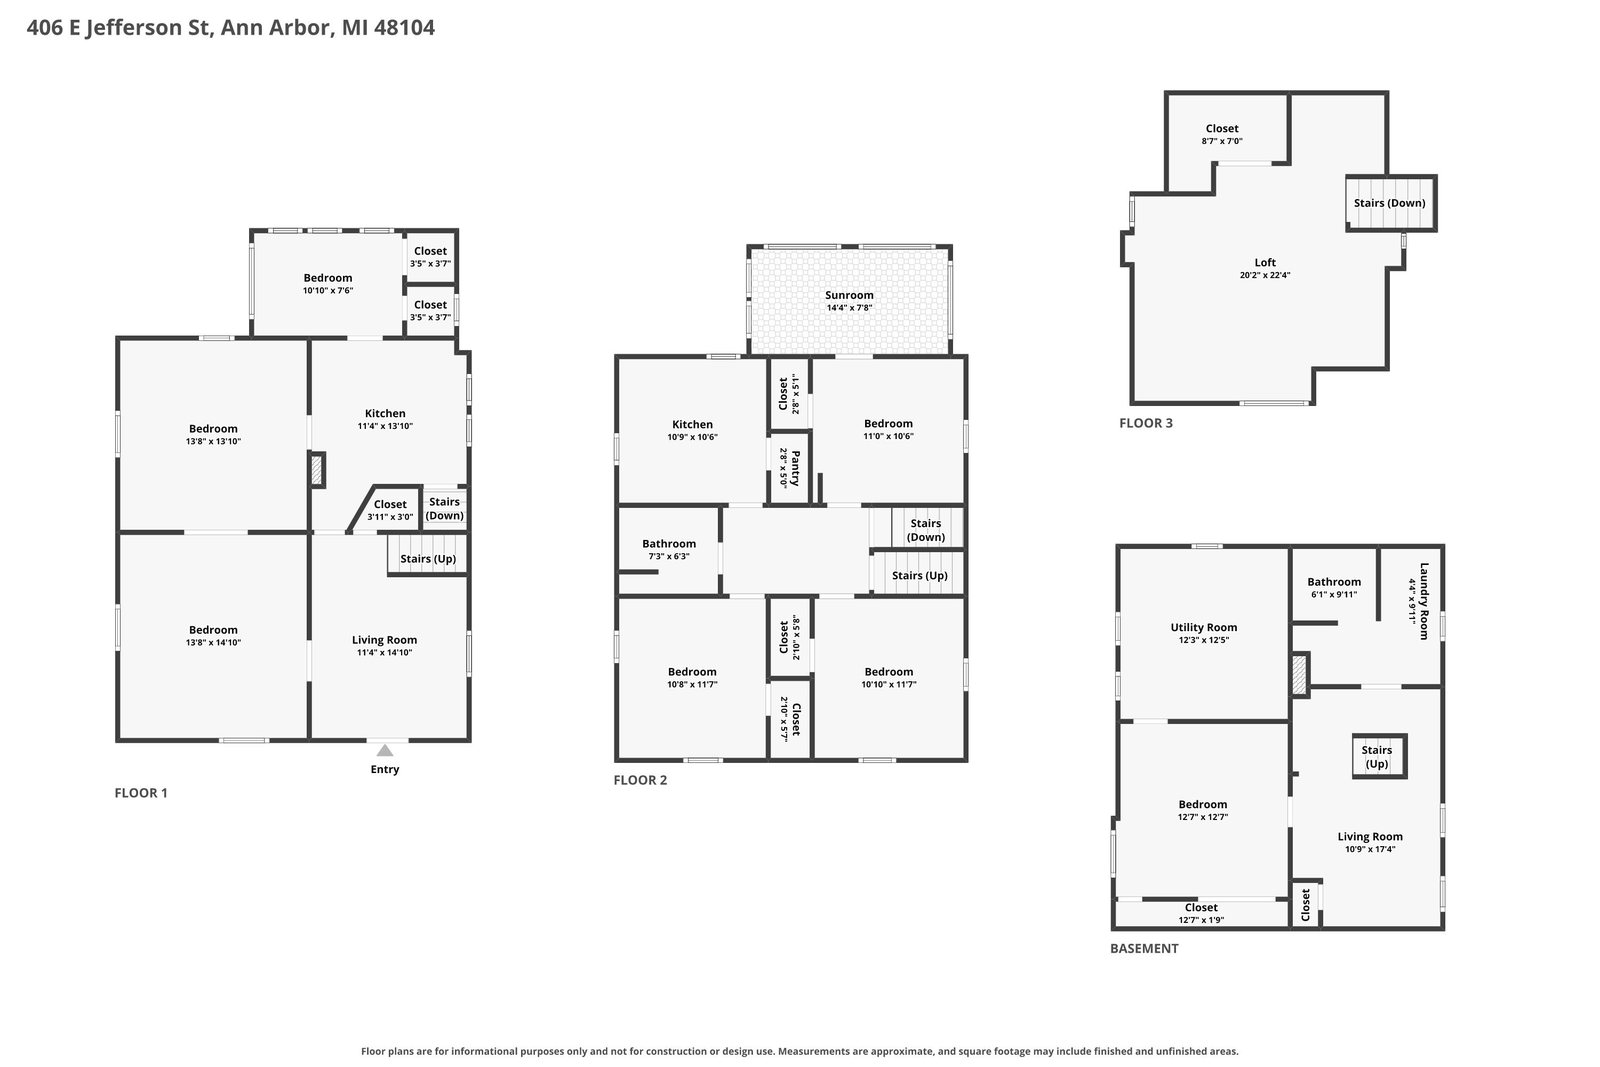 406 E Jefferson St, Ann Arbor, MI 48104
Bedroom
10'10" x 7'6"
Closet
3'5" x 3'7"
Closet
3'5" x 3'7"
Bedroom
13'8" x 13'10"
Kitchen
11'4" x 13'10"
Closet
3'11" x 3'0"
Stairs
(Down)
Stairs (Up)
Bedroom
13'8" x 14'10"
Living Room
11'4" x 14'10"
Entry
FLOOR 1
Sunroom
14'4" x 7'8"
Kitchen
10'9" x 10'6"
Closet
2'8" x 5'1"
Pantry
2'8" x 5'0"
Bedroom
11'0" x 10'6"
Bathroom
7'3" x 6'3"
Stairs
(Down)
Stairs (Up)
Bedroom
10'8" x 11'7"
Closet
2'10" x 5'8"
Closet
2'10" x 5'7"
Bedroom
10'10" x 11'7"
FLOOR 2
Closet
8'7" x 7'0"
Stairs (Down)
Loft
20'2" x 22'4"
FLOOR 3
Utility Room
12'3" x 12'5"
Bathroom
6'1" x 9'11"
Laundry Room
4'4" x 9'11"
Stairs
(Up)
Bedroom
12'7" x 12'7"
Living Room
10'9" x 17'4"
Closet
Closet
12'7" x 1'9"
BASEMENT
Floor plans are for informational purposes only and not for construction or design use. Measurements are approximate, and square footage may include finished and unfinished areas.